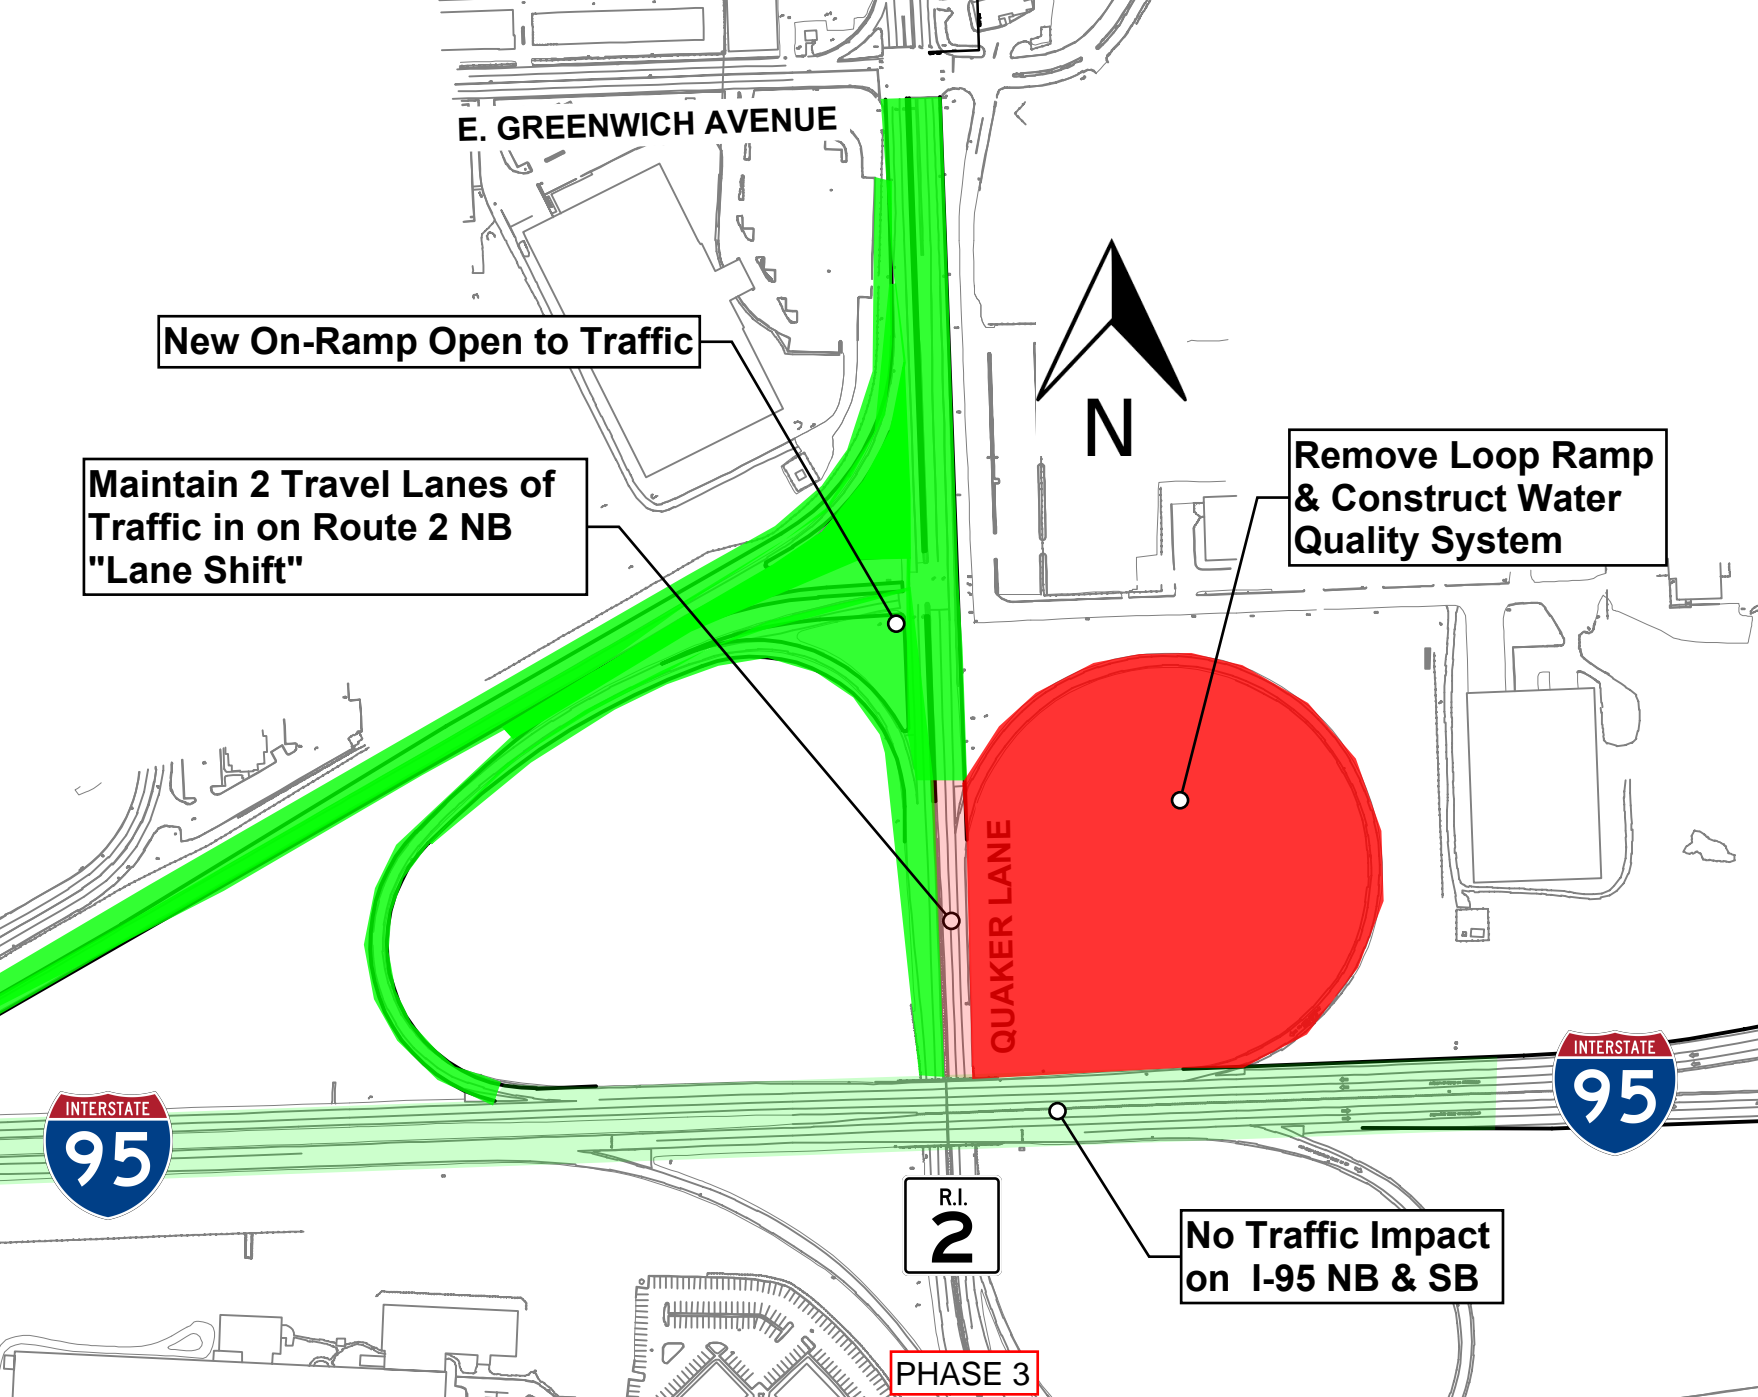 E. GREENWICH AVENUE
New On-Ramp Open to Traffic
N
Maintain 2 Travel Lanes of
Traffic in on Route 2 NB
"Lane Shift"
Remove Loop Ramp
& Construct Water
Quality System
QUAKER LANE
INTERSTATE
95
INTERSTATE
95
R.I.
2
No Traffic Impact
on I-95 NB & SB
PHASE 3